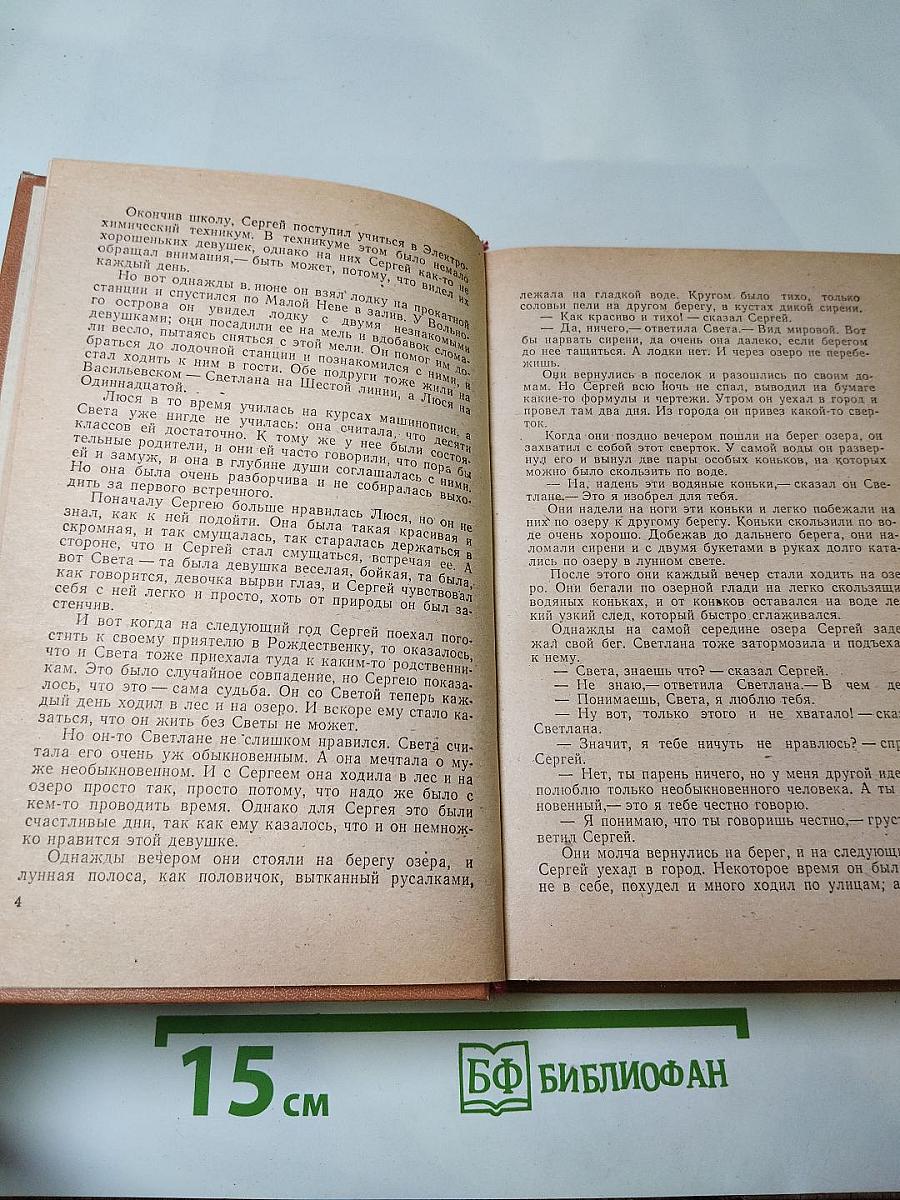 Окончив школу, Сергей поступил учиться в Электро-
химический техникум. В техникуме этом было немало
хорошеньких девушек, однако на них Сергей как-то не
обращал внимания,— быть может, потому, что видел их
каждый день.
Но вот однажды в июне он взял лодку на прокатной
станции и спустился по Малой Неве в залив. У Вольно-
го острова он увидел лодку с двумя незнакомыми
девушками; они посадили ее на мель и вдобавок слома-
ли весло, пытаясь сняться с этой мели. Он помог им до-
браться до лодочной станции и познакомился с ними, и
стал ходить к ним в гости. Обе подруги тоже жили на
Васильевском — Светлана на Шестой линии, а Люся на
Одиннадцатой.
Люся в то время училась на курсах машинописи, а
Света уже нигде не училась: она считала, что десяти
классов ей достаточно. К тому же у нее были состоя-
тельные родители, и они ей часто говорили, что пора бы
ей и замуж, и она в глубине души соглашалась с ними.
Но она была очень разборчива и не собиралась выхо-
дить за первого встречного.
Поначалу Сергею больше нравилась Люся, но он не
знал, как к ней подойти. Она была такая красивая и
скромная, и так смущалась, так старалась держаться в
стороне, что и Сергей стал смущаться, встречая ее. А
вот Света — та была девушка веселая, бойкая, та была,
как говорится, девочка вырви глаз, и Сергей чувствовал
себя с ней легко и просто, хоть от природы он был за-
стенчив.
И вот когда на следующий год Сергей поехал пого-
стить к своему приятелю в Рождественку, то оказалось,
что и Света тоже приехала туда к каким-то родственни-
кам. Это было случайное совпадение, но Сергею показа-
лось, что это — сама судьба. Он со Светой теперь каж-
дый день ходил в лес и на озеро. И вскоре ему стало ка-
заться, что он жить без Светы не может.
Но он-то Светлане не слишком нравился. Света счи-
тала его очень уж обыкновенным. А она мечтала о му-
же необыкновенном. И с Сергеем она ходила в лес и на
озеро просто так, просто потому, что надо же было с
кем-то проводить время. Однако для Сергея это были
счастливые дни, так как ему казалось, что и он немнож-
ко нравится этой девушке.
Однажды вечером они стояли на берегу озера, и
лунная полоса, как половичок, вытканный русалками,
4
лежала на гладкой воде. Кругом было тихо, только
соловьи пели на другом берегу, в кустах дикой сирени.
— Как красиво и тихо! — сказал Сергей.
— Да, ничего,— ответила Света.— Вид мировой. Вот
бы нарвать сирени, да очень она далеко, если берегом
до нее тащиться. А лодки нет. И через озеро не перебе-
жишь.
Они вернулись в поселок и разошлись по своим до-
мам. Но Сергей всю ночь не спал, выводил на бумаге
какие-то формулы и чертежи. Утром он уехал в город и
провел там два дня. Из города он привез какой-то свер-
ток.
Когда они поздно вечером пошли на берег озера, он
захватил с собой этот сверток. У самой воды он развер-
нул его и вынул две пары особых коньков, на которых
можно было скользить по воде.
— На, надень эти водяные коньки,— сказал он Све-
тлане.— Это я изобрел для тебя.
Они надели на ноги эти коньки и легко побежали на
них по озеру к другому берегу. Коньки скользили по во-
де очень хорошо. Добежав до дальнего берега, они на-
ломали сирени и с двумя букетами в руках долго ката-
лись по озеру в лунном свете.
После этого они каждый вечер стали ходить на озе
ро. Они бегали по озерной глади на легко скользящи
водяных коньках, и от коньков оставался на воде ле
кий узкий след, который быстро сглаживался.
Однажды на самой середине озера Сергей заде
жал свой бег. Светлана тоже затормозила и подъеха
к нему.
— Света, знаешь что? — сказал Сергей.
— Не знаю,— ответила Светлана.— В чем де
— Понимаешь, Света, я люблю тебя.
— Ну вот, только этого и не хватало! — сказ
Светлана.
— Значит, я тебе ничуть не нравлюсь? — спр
Сергей.
— Нет, ты парень ничего, но у меня другой иде
полюблю только необыкновенного человека. А ты
новенный,— это я тебе честно говорю.
— Я понимаю, что ты говоришь честно,— груст
ветил Сергей.
Они молча вернулись на берег, и на следующ
Сергей уехал в город. Некоторое время он был
не в себе, похудел и много ходил по улицам; а
15 см
БФ БИБЛИОФАН